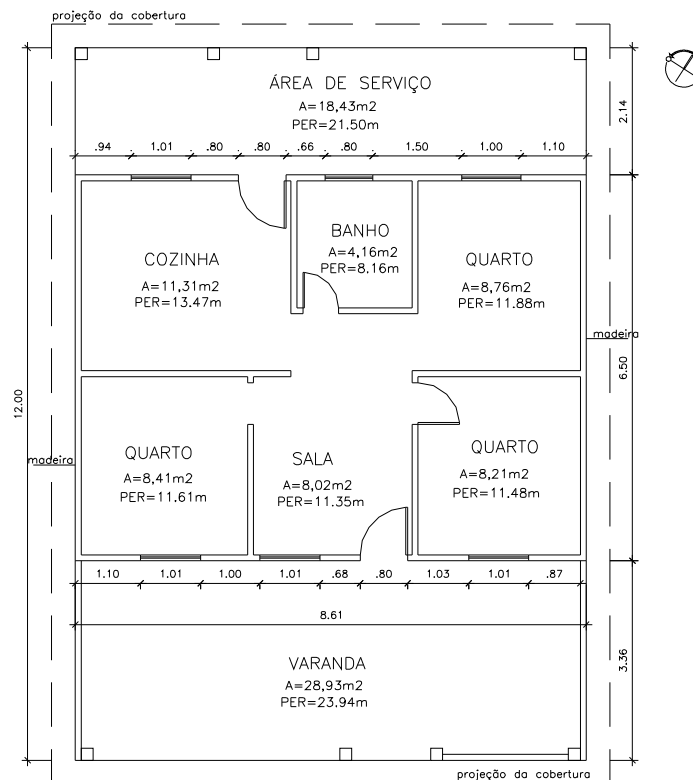 projeção da cobertura
ÁREA DE SERVIÇO
A=18,43m2
PER=21.50m
2.14
.94 1.01 .80 .80 .66 .80 1.50 1.00 1.10
BANHO
A=4,16m2
PER=8.16m
COZINHA
A=11,31m2
PER=13.47m
QUARTO
A=8,76m2
PER=11.88m
madeira
6.50
12.00
QUARTO
A=8,41m2
PER=11.61m
madeira
SALA
A=8,02m2
PER=11.35m
QUARTO
A=8,21m2
PER=11.48m
1.10 1.01 1.00 1.01 .68 .80 1.03 1.01 .87
8.61
3.36
VARANDA
A=28,93m2
PER=23.94m
projeção da cobertura